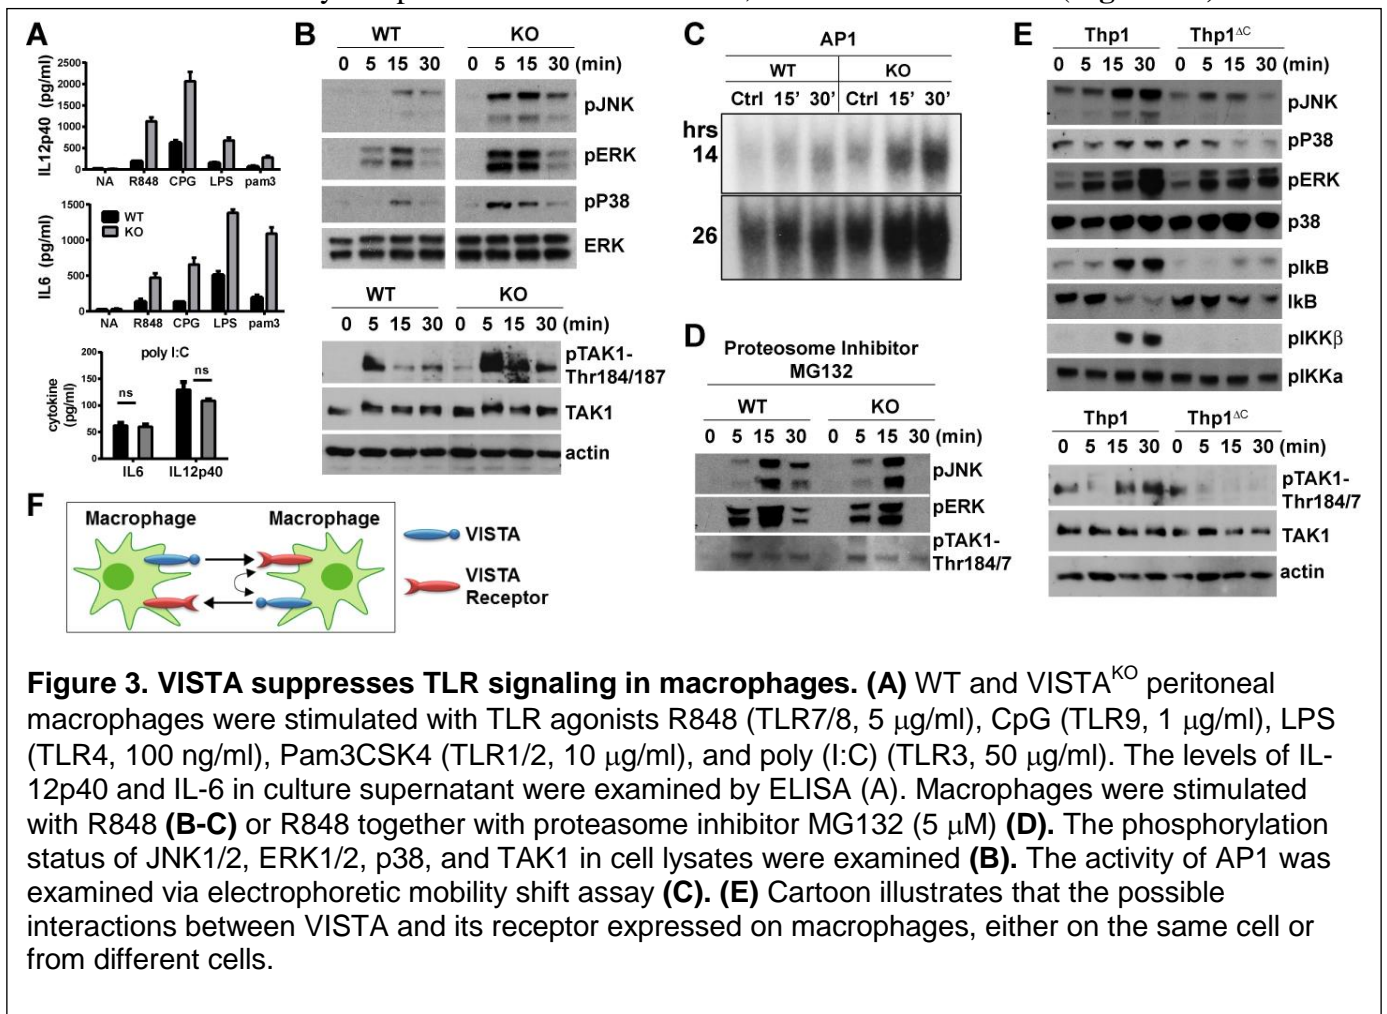 A
IL12p40 (pg/ml)
2500
2000
1500
1000
500
0
NA R848 CPG LPS pam3
IL6 (pg/ml)
1500
1000
500
0
WT
KO
NA R848 CPG LPS pam3
poly I:C
cytokine (pg/ml)
200
150
100
50
0
ns
ns
IL6 IL12p40
B
WT KO
0 5 15 30 0 5 15 30 (min)
pJNK
pERK
pP38
ERK
WT KO
0 5 15 30 0 5 15 30 (min)
pTAK1-
Thr184/187
TAK1
actin
C
AP1
WT KO
Ctrl 15' 30' Ctrl 15' 30'
hrs
14
26
D
Proteosome Inhibitor
MG132
WT KO
0 5 15 30 0 5 15 30 (min)
pJNK
pERK
pTAK1-
Thr184/7
E
Thp1 Thp1ΔC
0 5 15 30 0 5 15 30 (min)
pJNK
pP38
pERK
p38
pIkB
IkB
pIKKβ
pIKKa
Thp1 Thp1ΔC
0 5 15 30 0 5 15 30 (min)
pTAK1-
Thr184/7
TAK1
actin
F
Macrophage Macrophage
VISTA
VISTA
Receptor
Figure 3. VISTA suppresses TLR signaling in macrophages. (A) WT and VISTAKO peritoneal
macrophages were stimulated with TLR agonists R848 (TLR7/8, 5 μg/ml), CpG (TLR9, 1 μg/ml), LPS
(TLR4, 100 ng/ml), Pam3CSK4 (TLR1/2, 10 μg/ml), and poly (I:C) (TLR3, 50 μg/ml). The levels of IL-
12p40 and IL-6 in culture supernatant were examined by ELISA (A). Macrophages were stimulated
with R848 (B-C) or R848 together with proteasome inhibitor MG132 (5 μM) (D). The phosphorylation
status of JNK1/2, ERK1/2, p38, and TAK1 in cell lysates were examined (B). The activity of AP1 was
examined via electrophoretic mobility shift assay (C). (E) Cartoon illustrates that the possible
interactions between VISTA and its receptor expressed on macrophages, either on the same cell or
from different cells.